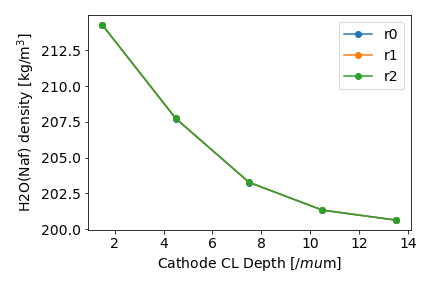 r0
r1
r2
H2O(Naf) density [kg/m³]
212.5
210.0
207.5
205.0
202.5
200.0
2 4 6 8 10 12 14
Cathode CL Depth [/mum]